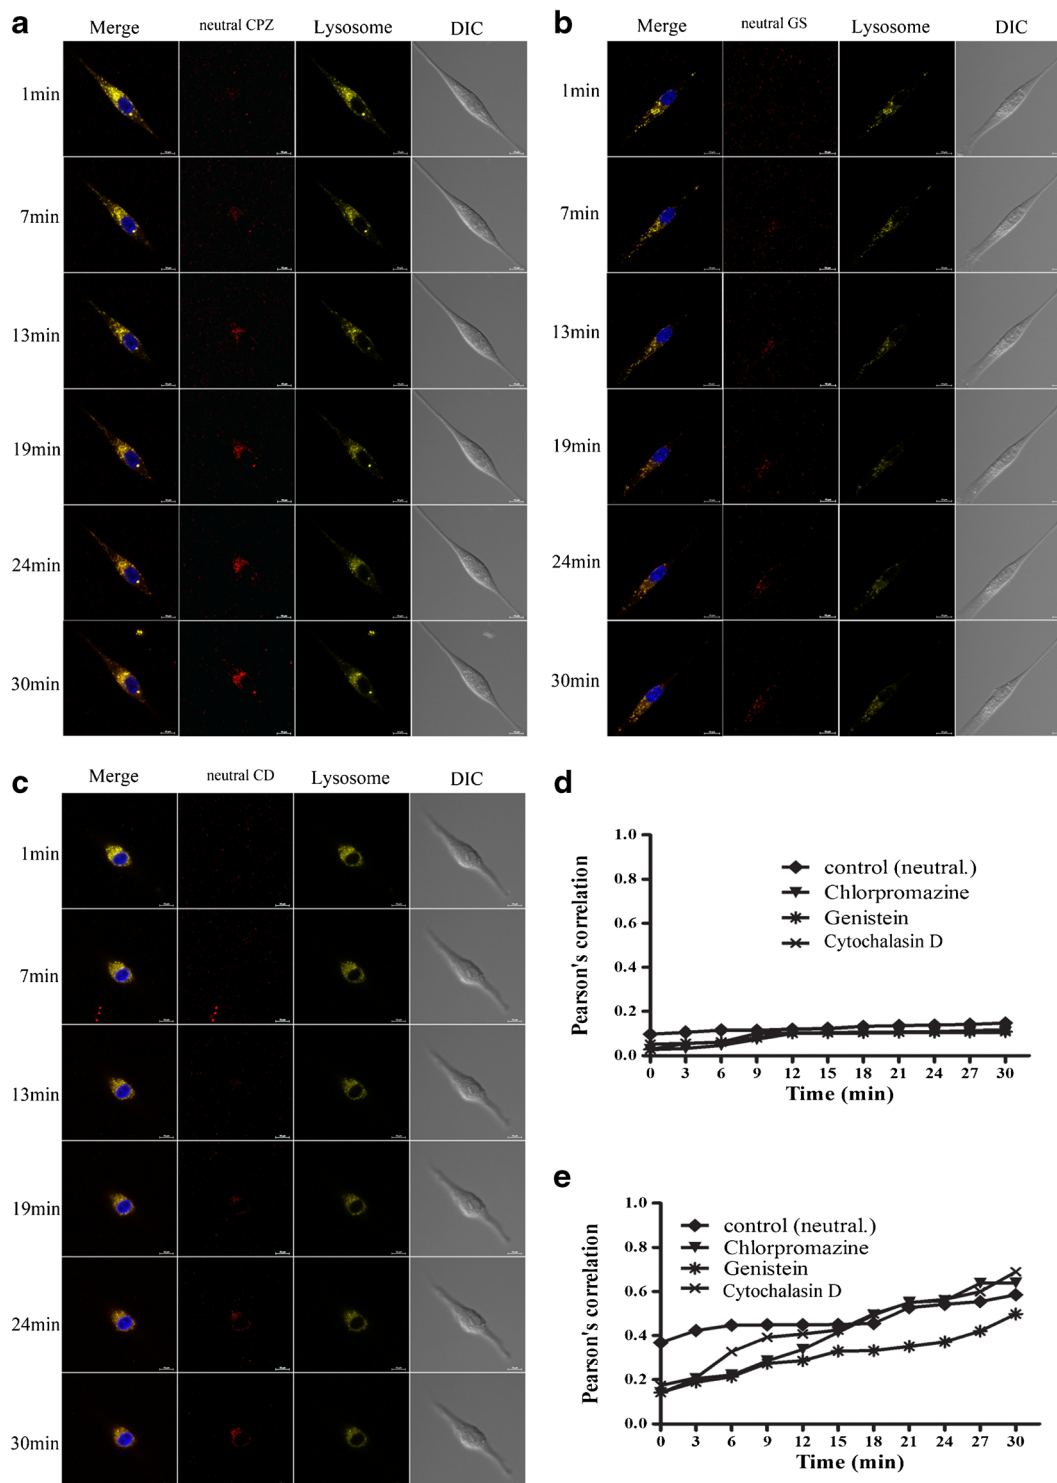 a
Merge neutral CPZ Lysosome DIC
1min
7min
13min
19min
24min
30min
b
Merge neutral GS Lysosome DIC
1min
7min
13min
19min
24min
30min
c
Merge neutral CD Lysosome DIC
1min
7min
13min
19min
24min
30min
d
Pearson's correlation
1.0
0.8
0.6
0.4
0.2
0.0
control (neutral.)
Chlorpromazine
Genistein
Cytochalasin D
0 3 6 9 12 15 18 21 24 27 30
Time (min)
e
Pearson's correlation
1.0
0.8
0.6
0.4
0.2
0.0
control (neutral.)
Chlorpromazine
Genistein
Cytochalasin D
0 3 6 9 12 15 18 21 24 27 30
Time (min)